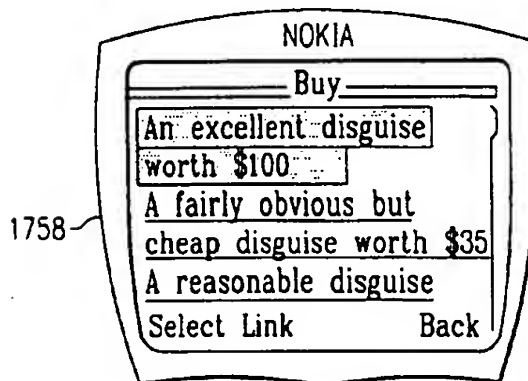 NOKIA
Buy
An excellent disguise
worth $100
A fairly obvious but
cheap disguise worth $35
A reasonable disguise
Select Link Back
1758